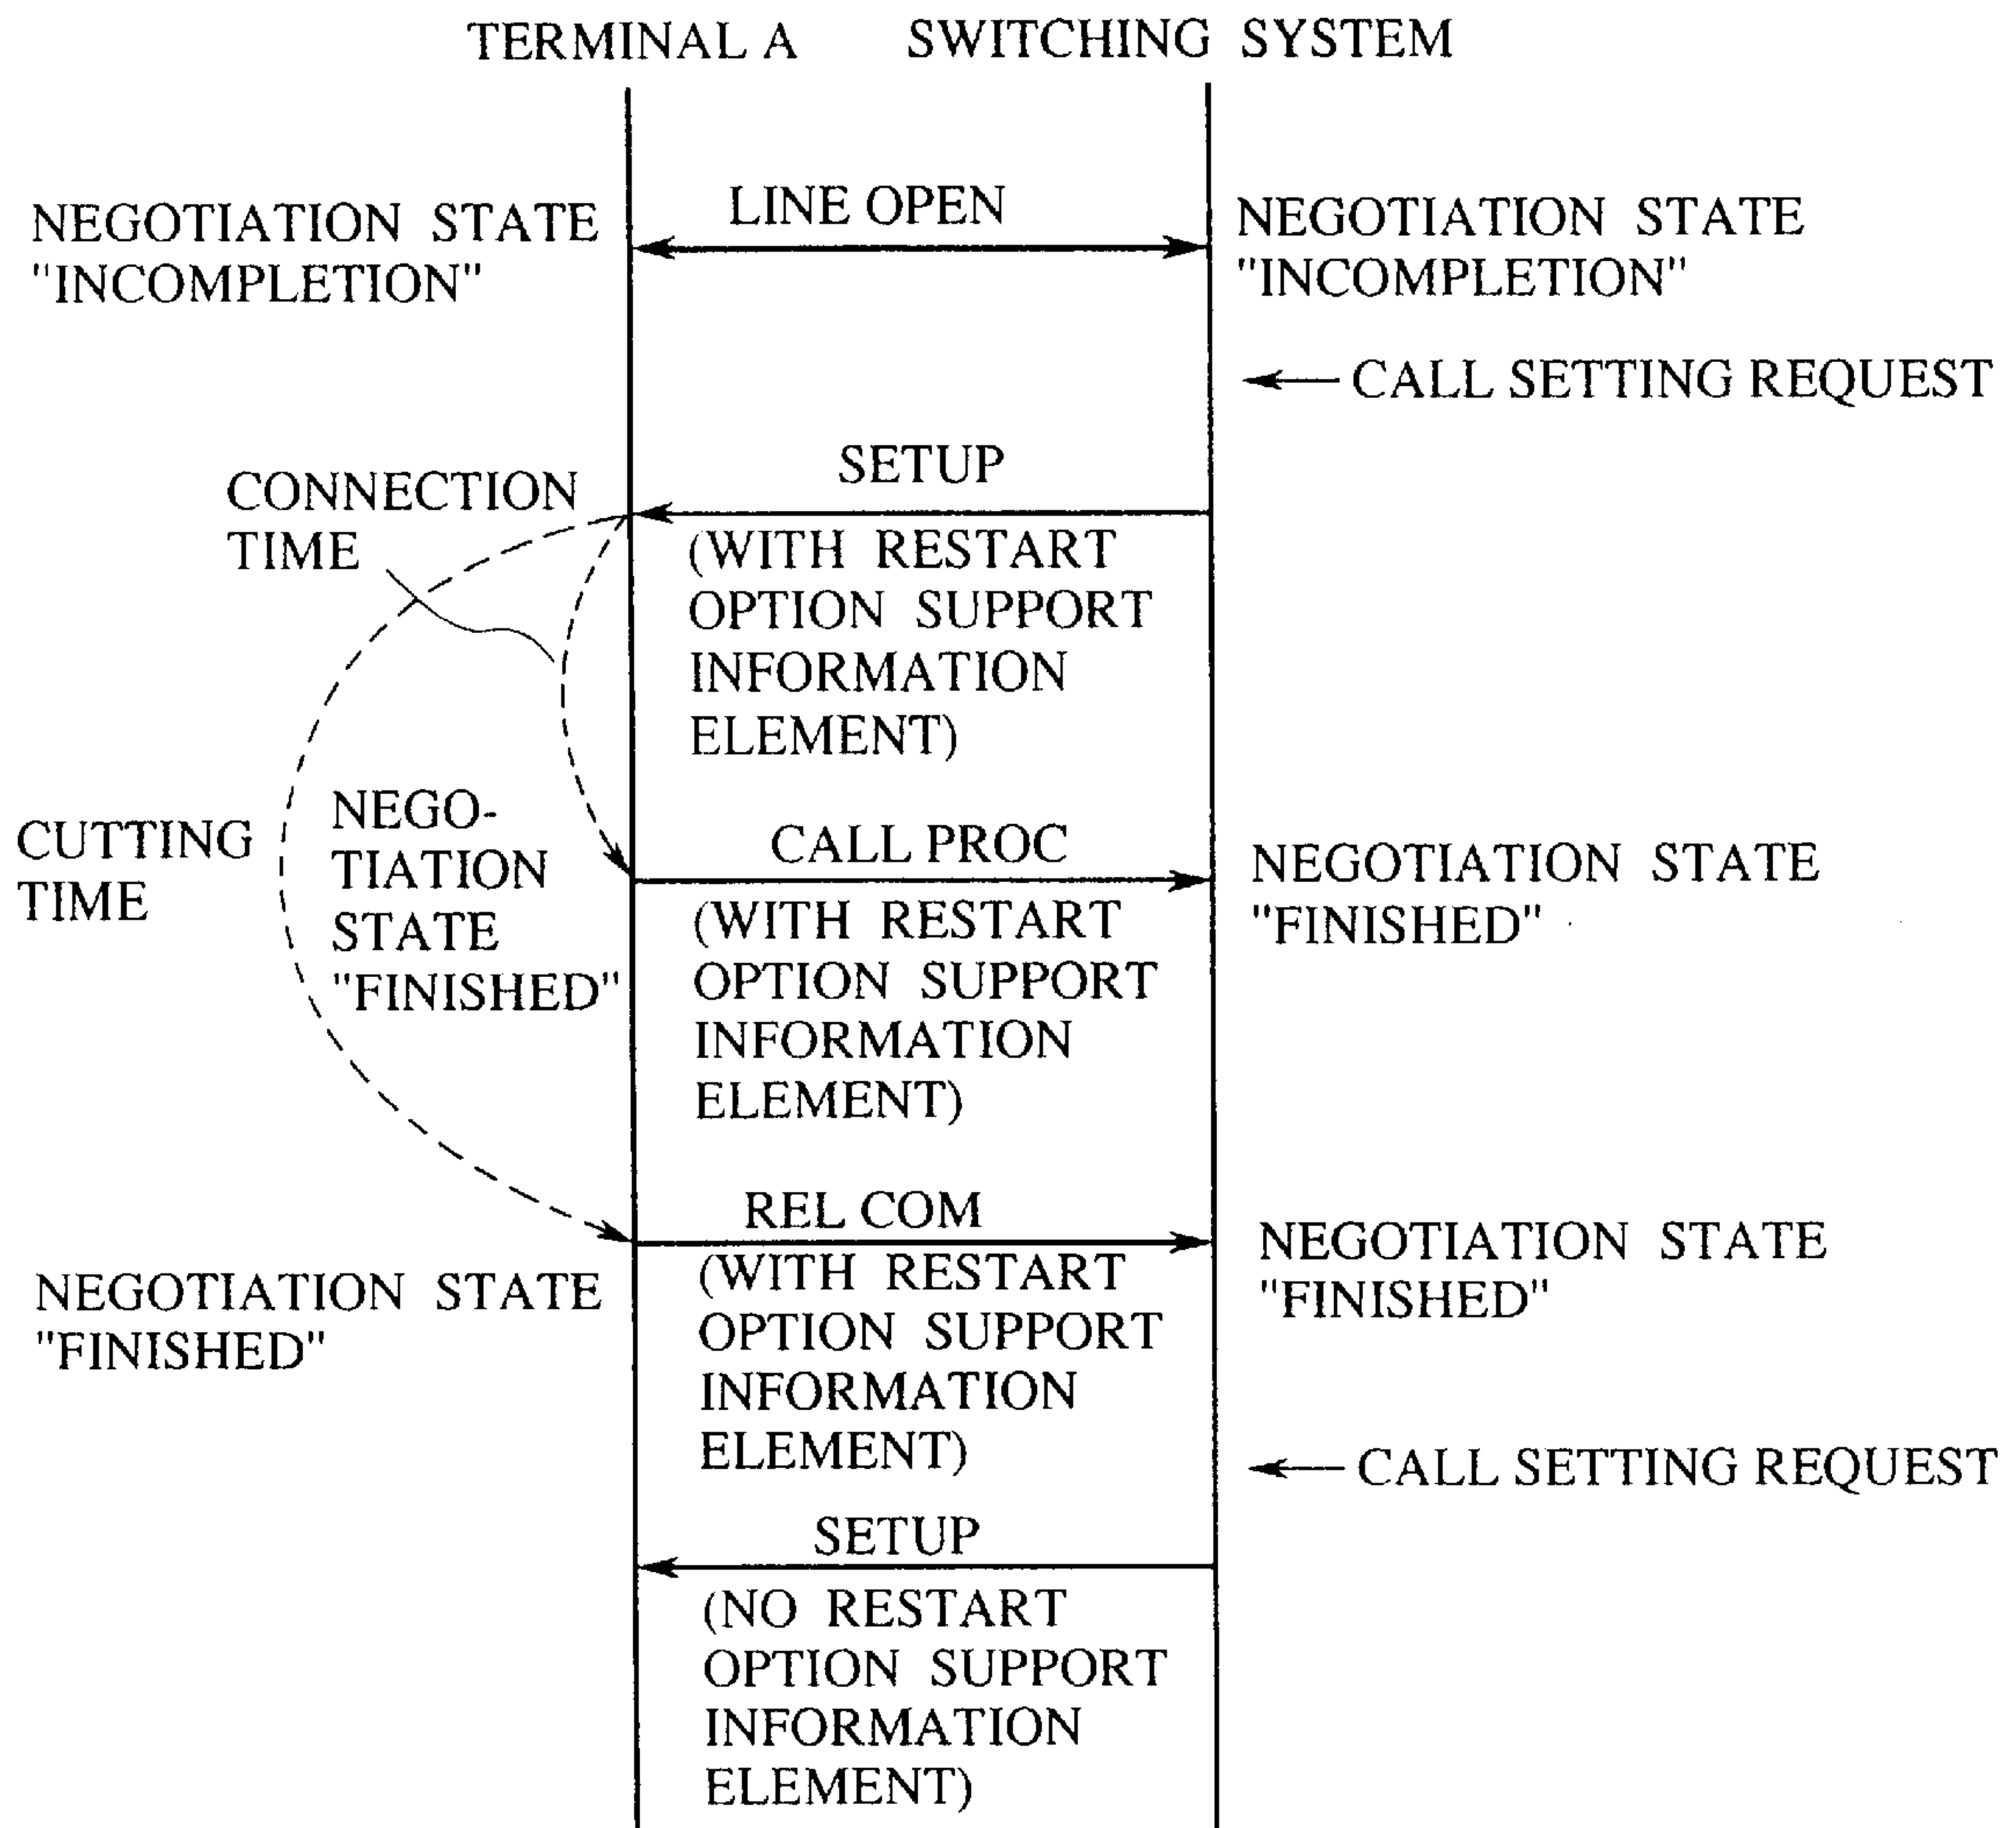 TERMINAL A
SWITCHING SYSTEM
NEGOTIATION STATE
"INCOMPLETION"
LINE OPEN
NEGOTIATION STATE
"INCOMPLETION"
CALL SETTING REQUEST
SETUP
(WITH RESTART
OPTION SUPPORT
INFORMATION
ELEMENT)
CONNECTION
TIME
CUTTING
TIME
NEGO-
TIATION
STATE
"FINISHED"
CALL PROC
(WITH RESTART
OPTION SUPPORT
INFORMATION
ELEMENT)
NEGOTIATION STATE
"FINISHED"
REL COM
(WITH RESTART
OPTION SUPPORT
INFORMATION
ELEMENT)
NEGOTIATION STATE
"FINISHED"
NEGOTIATION STATE
"FINISHED"
CALL SETTING REQUEST
SETUP
(NO RESTART
OPTION SUPPORT
INFORMATION
ELEMENT)